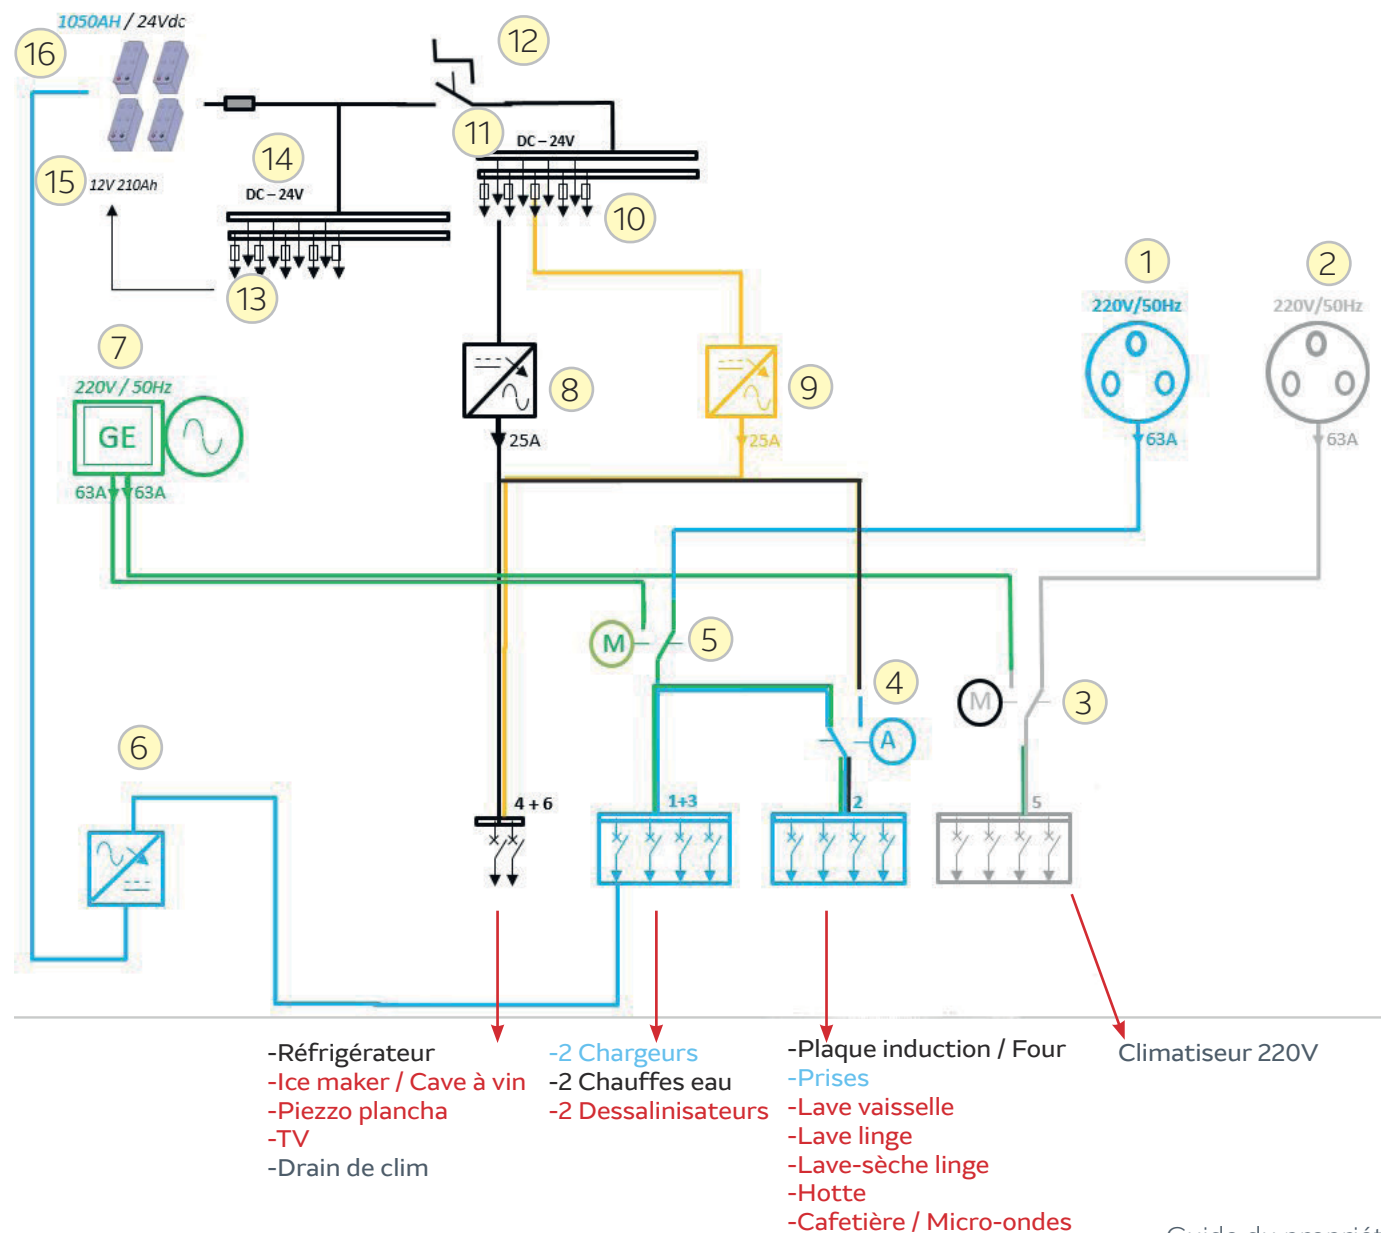 1050AH / 24Vdc
16
12
11
DC – 24V
14
15
12V 210Ah
DC – 24V
10
13
1
2
220V/50Hz
220V/50Hz
7
220V / 50Hz
8
9
GE
25A
25A
63A
63A
63A
63A
M
5
4
M
3
A
6
4 + 6
1+3
2
5
-Réfrigérateur
-Ice maker / Cave à vin
-Piezzo plancha
-TV
-Drain de clim
-2 Chargeurs
-2 Chauffes eau
-2 Dessalinisateurs
-Plaque induction / Four
-Prises
-Lave vaisselle
-Lave linge
-Lave-sèche linge
-Hotte
-Cafetière / Micro-ondes
Climatiseur 220V
Guide du